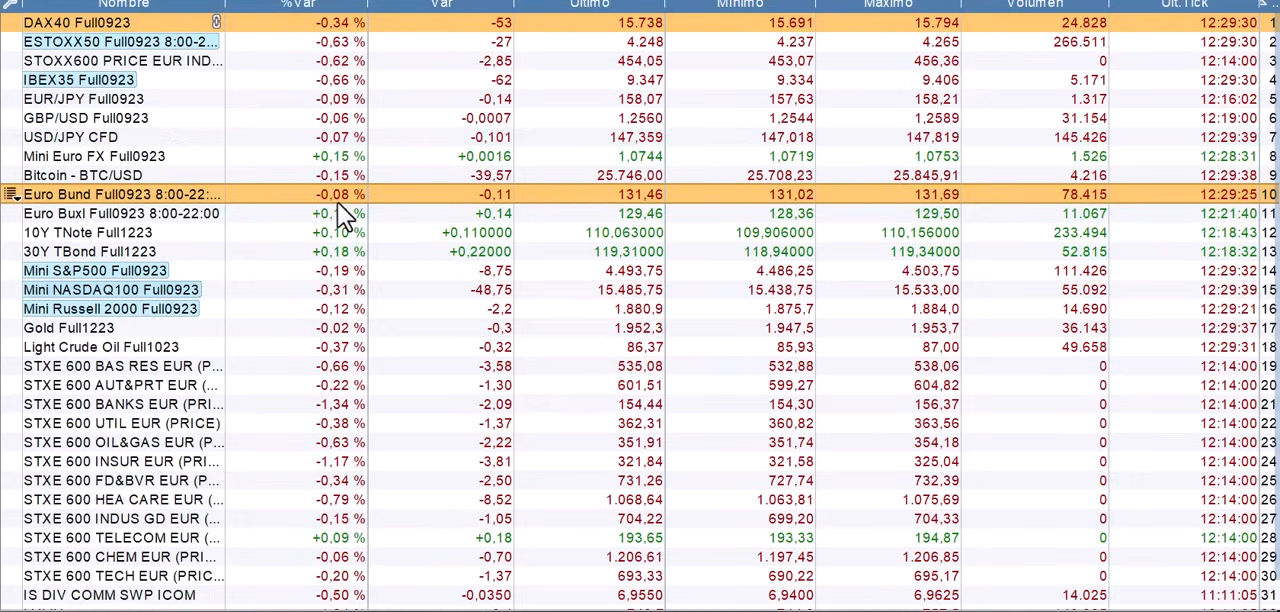 Nombre %Var Var Último Mínimo Máximo Volumen Últ.Tick
DAX40 Full0923 -0,34 % -53 15.738 15.691 15.794 24.828 12:29:30 1
ESTOXX50 Full0923 8:00-2... -0,63 % -27 4.248 4.237 4.265 266.511 12:29:30 2
STOXX600 PRICE EUR IND... -0,62 % -2,85 454,05 453,07 456,36 0 12:14:00 3
IBEX35 Full0923 -0,66 % -62 9.347 9.334 9.406 5.171 12:29:30 4
EUR/JPY Full0923 -0,09 % -0,14 158,07 157,63 158,21 1.317 12:16:02 5
GBP/USD Full0923 -0,06 % -0,0007 1,2560 1,2544 1,2589 31.154 12:19:00 6
USD/JPY CFD -0,07 % -0,101 147,359 147,018 147,819 145.426 12:29:39 7
Mini Euro FX Full0923 +0,15 % +0,0016 1,0744 1,0719 1,0753 1.526 12:28:31 8
Bitcoin - BTC/USD -0,15 % -39,57 25.746,00 25.708,23 25.845,91 4.216 12:29:38 9
Euro Bund Full0923 8:00-22:... -0,08 % -0,11 131,46 131,02 131,69 78.415 12:29:25 10
Euro Buxl Full0923 8:00-22:00 % +0,14 129,46 128,36 129,50 11.067 12:21:40 11
10Y TNote Full1223 +0,10 % +0,110000 110,063000 109,906000 110,156000 233.494 12:18:43 12
30Y TBond Full1223 +0,18 % +0,22000 119,31000 118,94000 119,34000 52.815 12:18:32 13
Mini S&P500 Full0923 -0,19 % -8,75 4.493,75 4.486,25 4.503,75 111.426 12:29:32 14
Mini NASDAQ100 Full0923 -0,31 % -48,75 15.485,75 15.438,75 15.533,00 55.092 12:29:39 15
Mini Russell 2000 Full0923 -0,12 % -2,2 1.880,9 1.875,7 1.884,0 14.690 12:29:21 16
Gold Full1223 -0,02 % -0,3 1.952,3 1.947,5 1.953,7 36.143 12:29:37 17
Light Crude Oil Full1023 -0,37 % -0,32 86,37 85,93 87,00 49.658 12:29:31 18
STXE 600 BAS RES EUR (P... -0,66 % -3,58 535,08 532,88 538,06 0 12:14:00 19
STXE 600 AUT&PRT EUR (... -0,22 % -1,30 601,51 599,27 604,82 0 12:14:00 20
STXE 600 BANKS EUR (PRI... -1,34 % -2,09 154,44 154,30 156,37 0 12:14:00 21
STXE 600 UTIL EUR (PRICE) -0,38 % -1,37 362,31 360,82 363,56 0 12:14:00 22
STXE 600 OIL&GAS EUR (P... -0,63 % -2,22 351,91 351,74 354,18 0 12:14:00 23
STXE 600 INSUR EUR (PRI... -1,17 % -3,81 321,84 321,58 325,04 0 12:14:00 24
STXE 600 FD&BVR EUR (PRI... -0,34 % -2,50 731,26 727,74 732,39 0 12:14:00 25
STXE 600 HEA CARE EUR (... -0,79 % -8,52 1.068,64 1.063,81 1.075,69 0 12:14:00 26
STXE 600 INDUS GD EUR (... -0,15 % -1,05 704,22 699,20 704,33 0 12:14:00 27
STXE 600 TELECOM EUR (... +0,09 % +0,18 193,65 193,33 194,87 0 12:14:00 28
STXE 600 CHEM EUR (PRI... -0,06 % -0,70 1.206,61 1.197,45 1.206,85 0 12:14:00 29
STXE 600 TECH EUR (PRIC... -0,20 % -1,37 693,33 690,22 695,17 0 12:14:00 30
IS DIV COMM SWP ICOM -0,50 % -0,0350 6,9550 6,9400 6,9625 14.025 11:11:05 31